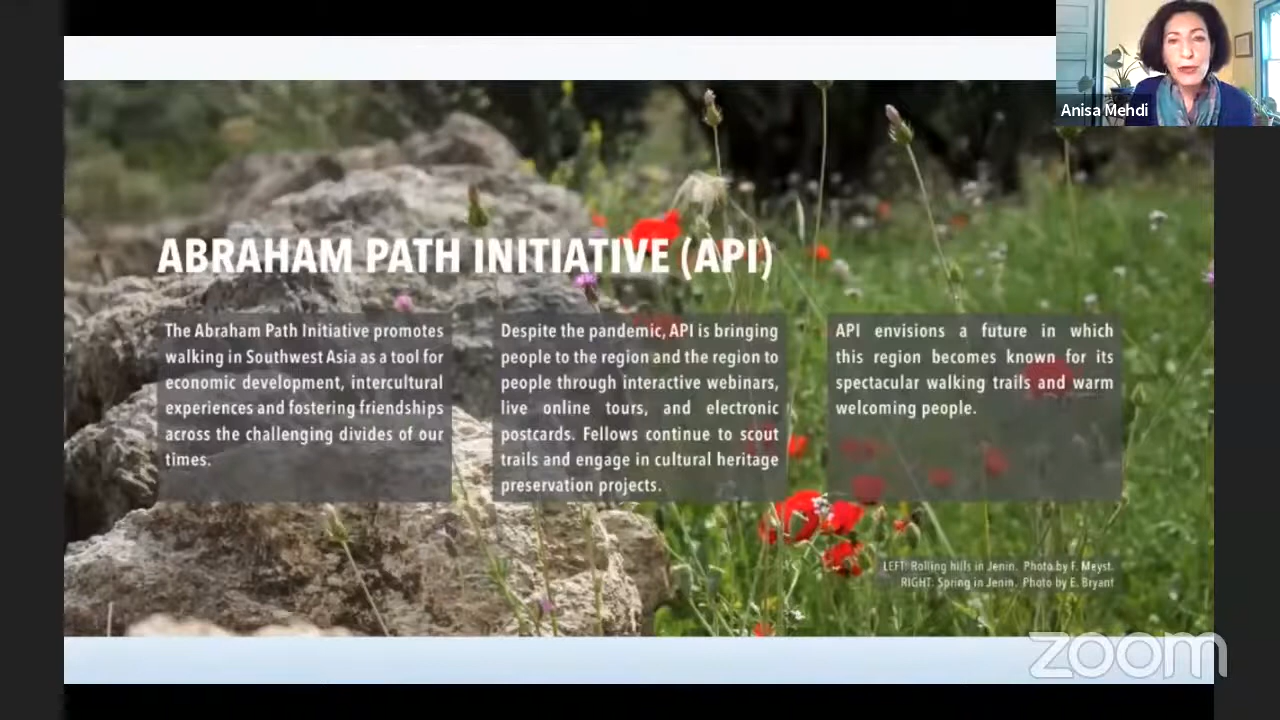 Anisa Mehdi
ABRAHAM PATH INITIATIVE (API)
The Abraham Path Initiative promotes
walking in Southwest Asia as a tool for
economic development, intercultural
experiences and fostering friendships
across the challenging divides of our
times.
Despite the pandemic, API is bringing
people to the region and the region to
people through interactive webinars,
live online tours, and electronic
postcards. Fellows continue to scout
trails and engage in cultural heritage
preservation projects.
API envisions a future in which
this region becomes known for its
spectacular walking trails and warm
welcoming people.
LEFT: Rolling hills in Jenin. Photo by F. Meyst.
RIGHT: Spring in Jenin. Photo by E. Bryant
zoom